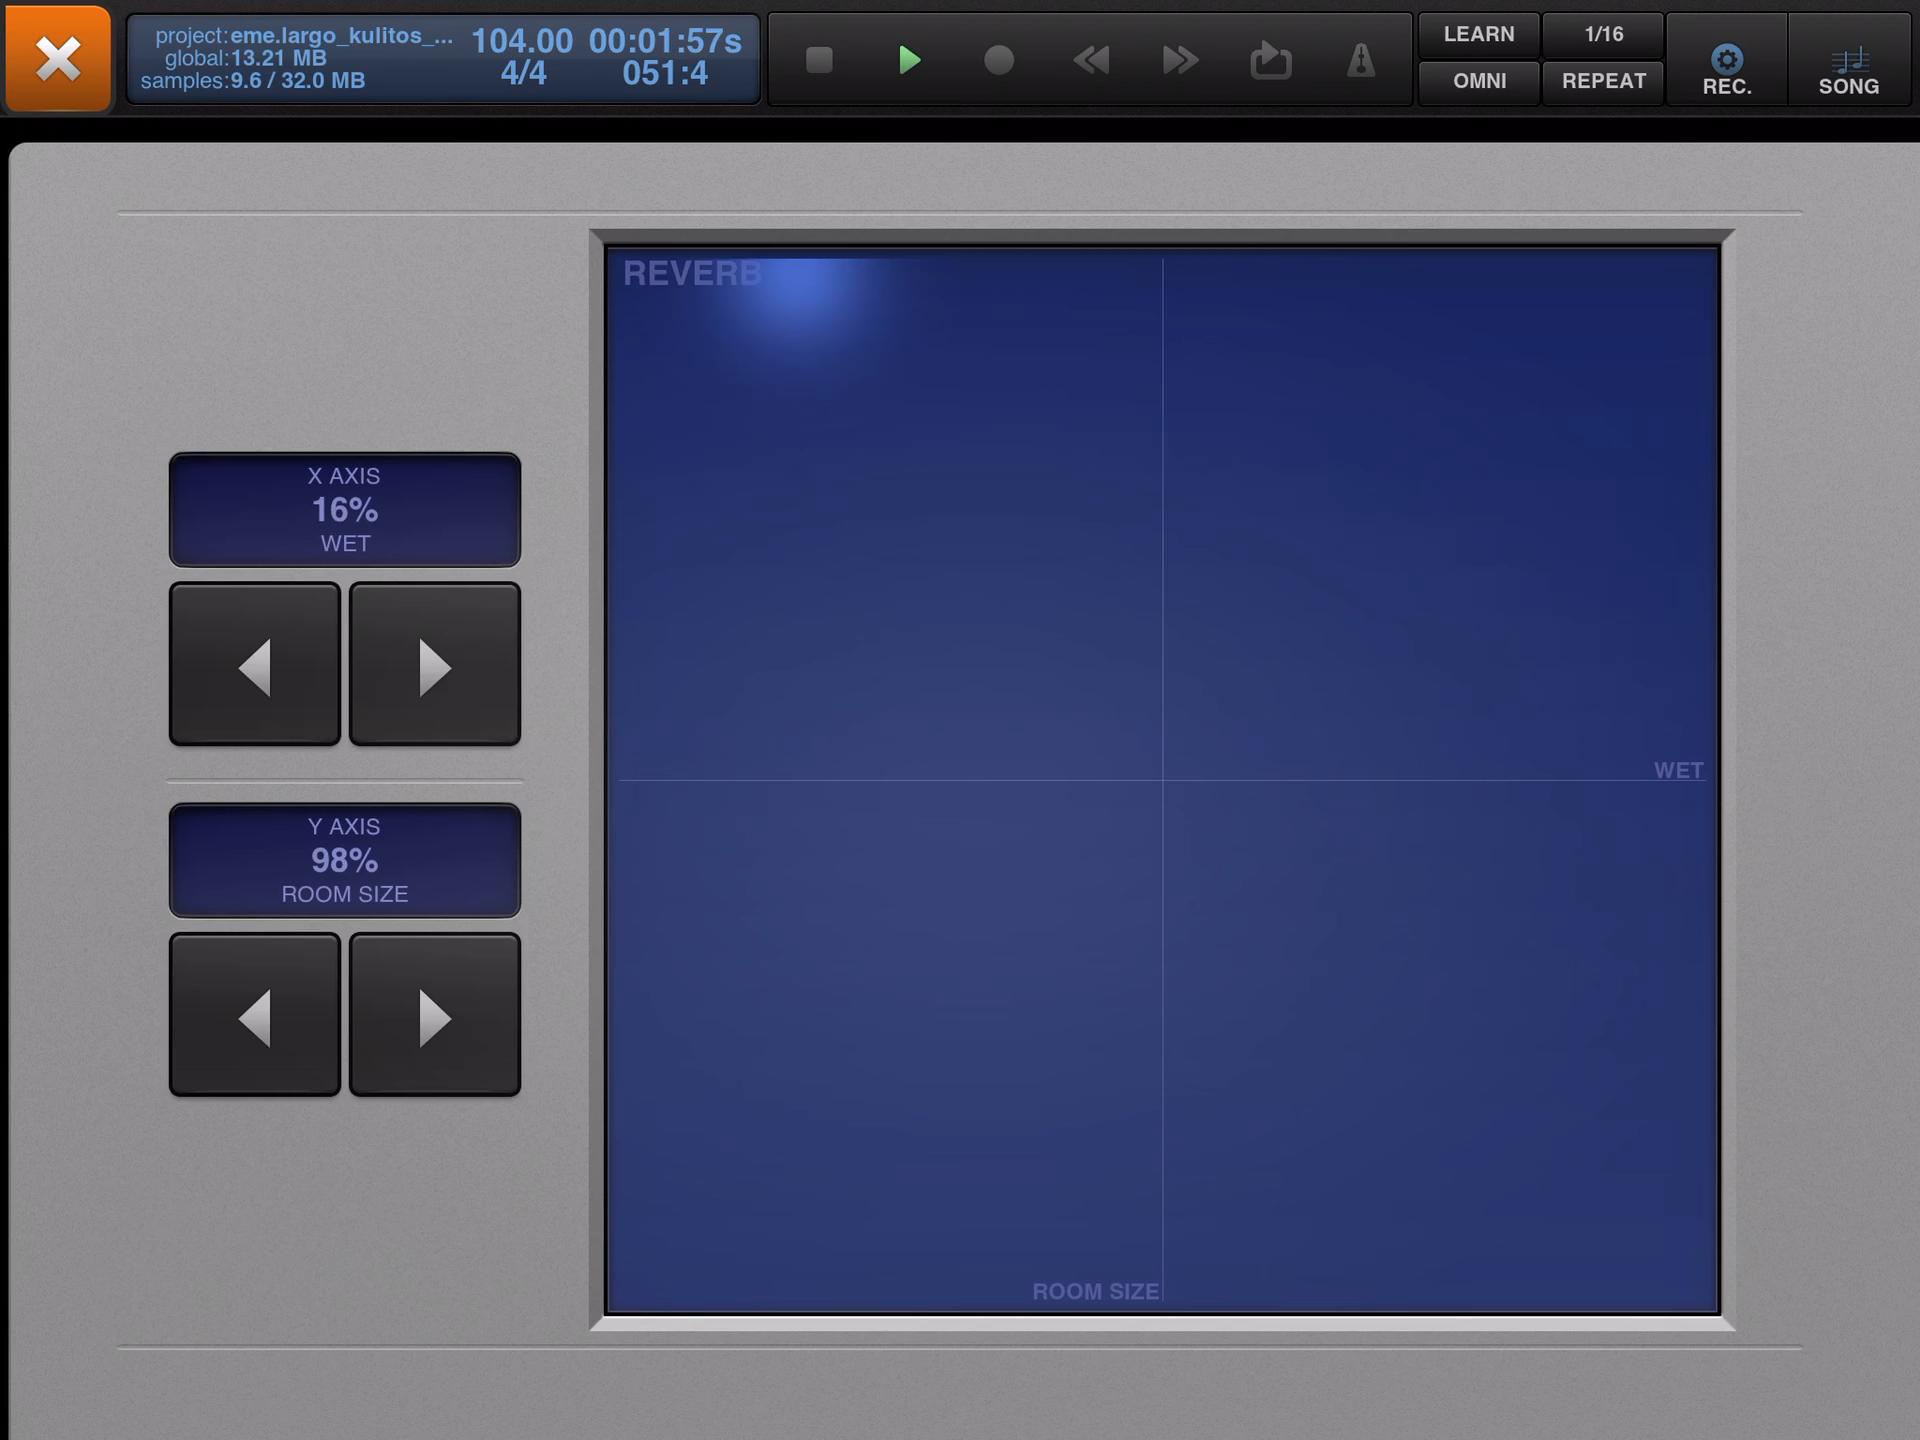 project:eme.largo_kulitos_...
global:13.21 MB
samples:9.6 / 32.0 MB
104.00 00:01:57s
4/4 051:4
LEARN
1/16
OMNI
REPEAT
REC.
SONG
REVERB
X AXIS
16%
WET
WET
Y AXIS
98%
ROOM SIZE
ROOM SIZE